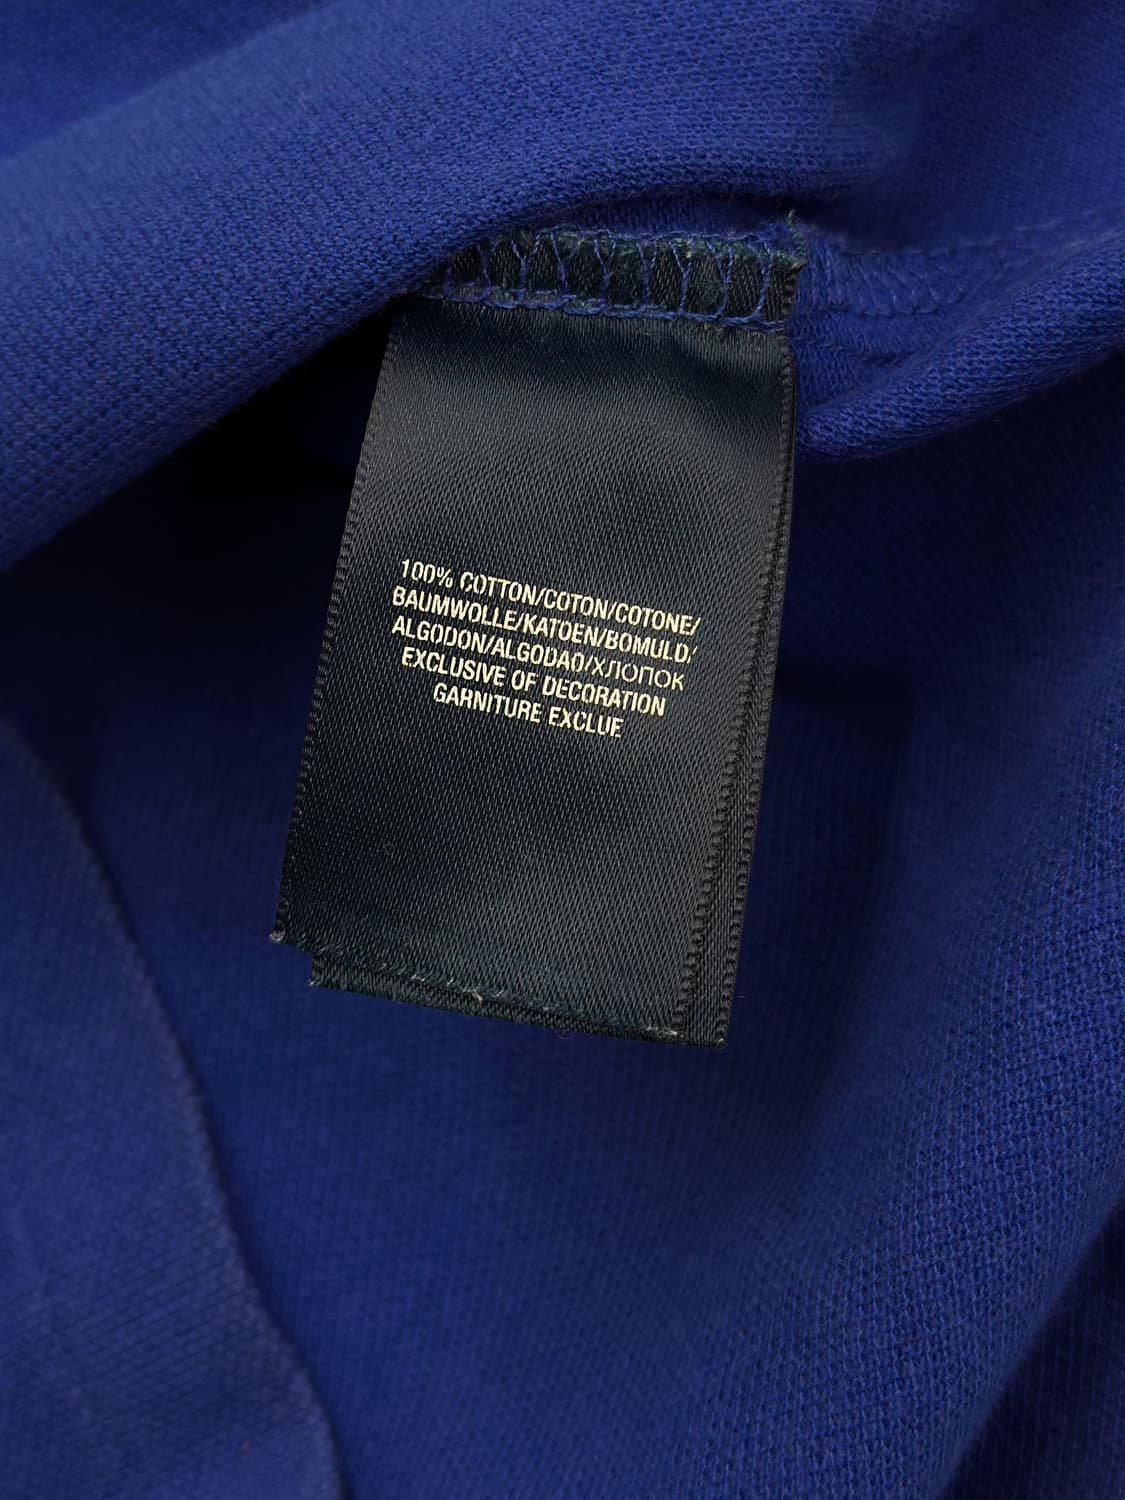 100% COTTON/COTON/COTONE/
BAUMWOLLE/KATOEN/BOMULD/
ALGODON/ALGODAO/ХЛОПОК
EXCLUSIVE OF DECORATION
GARNITURE EXCLUE